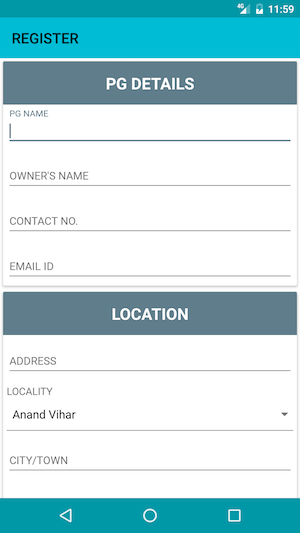 4G 11:59
REGISTER
PG DETAILS
PG NAME
OWNER'S NAME
CONTACT NO.
EMAIL ID
LOCATION
ADDRESS
LOCALITY
Anand Vihar
CITY/TOWN